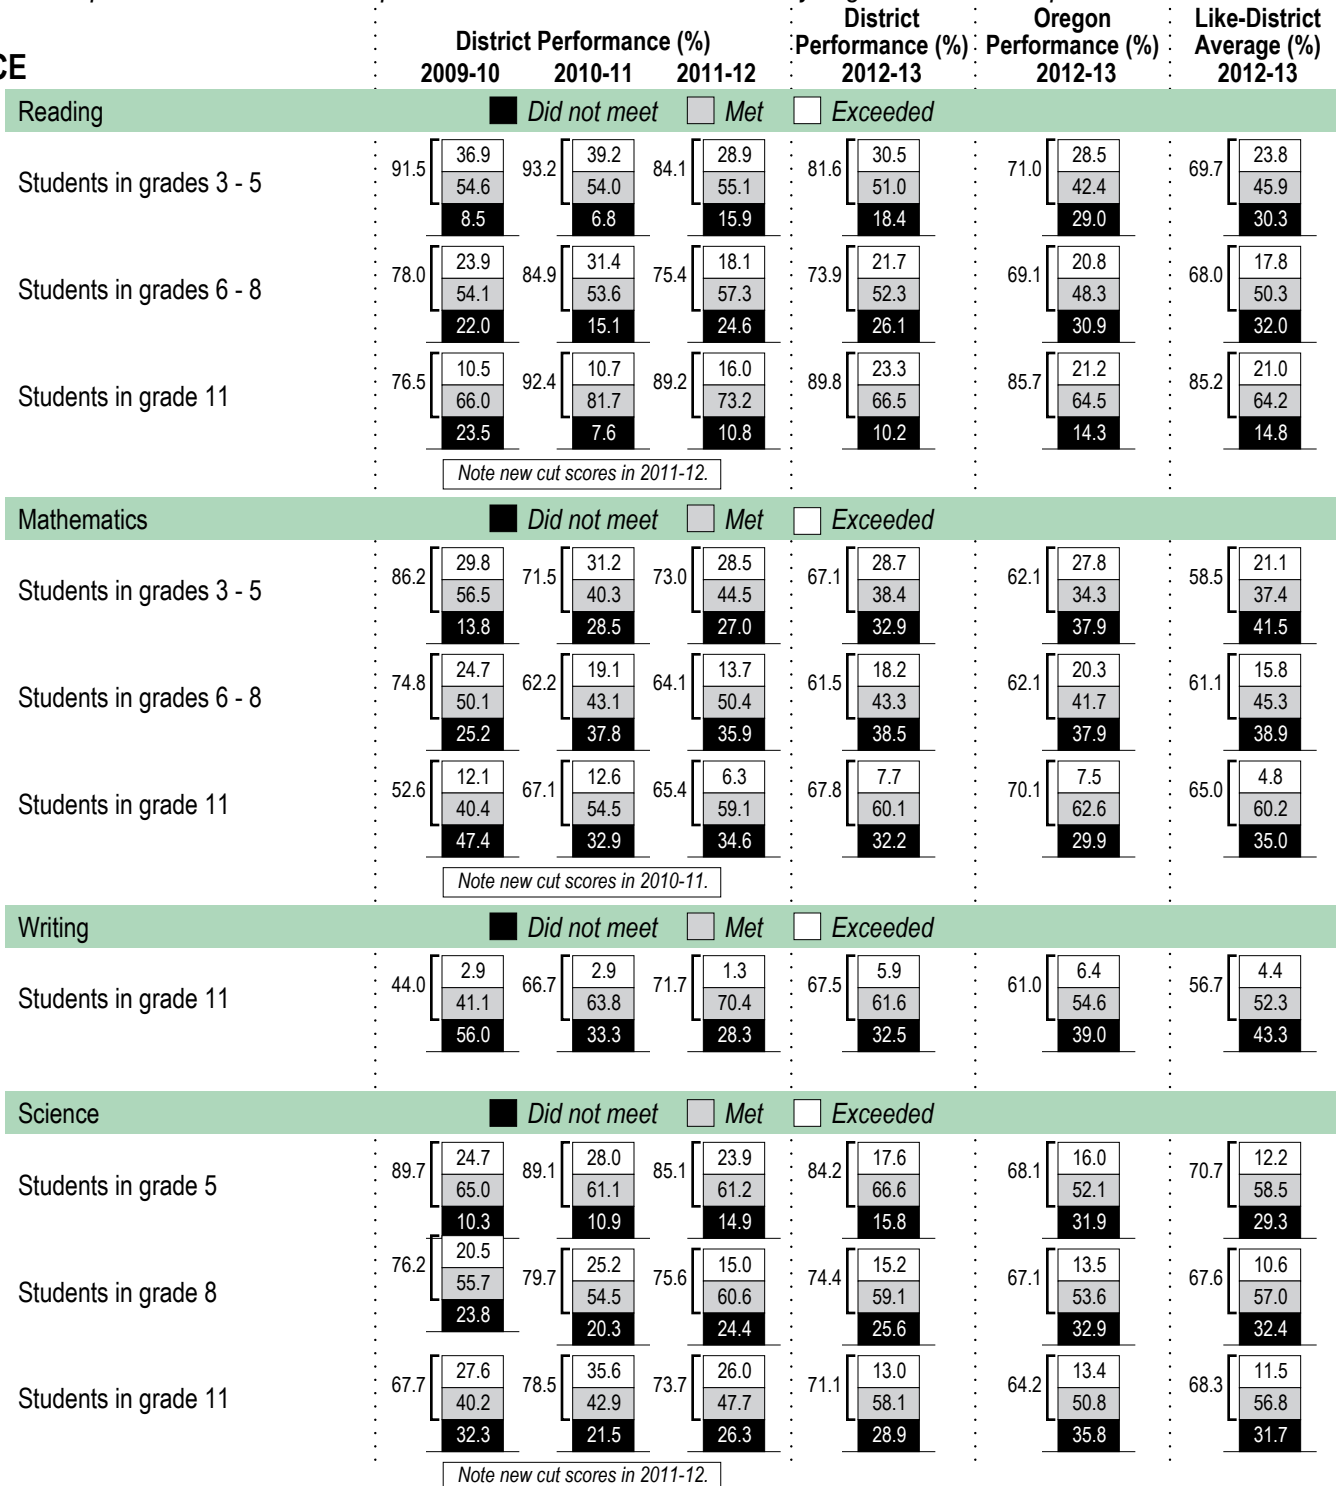 District Oregon Like-District
District Performance (%) Performance (%) Performance (%) Average (%)
CE 2009-10 2010-11 2011-12 2012-13 2012-13 2012-13
Reading Did not meet Met Exceeded
36.9 39.2 28.9 30.5 28.5 23.8
Students in grades 3 - 5 91.5 54.6 93.2 54.0 84.1 55.1 81.6 51.0 71.0 42.4 69.7 45.9
8.5 6.8 15.9 18.4 29.0 30.3
23.9 31.4 18.1 21.7 20.8 17.8
Students in grades 6 - 8 78.0 54.1 84.9 53.6 75.4 57.3 73.9 52.3 69.1 48.3 68.0 50.3
22.0 15.1 24.6 26.1 30.9 32.0
10.5 10.7 16.0 23.3 21.2 21.0
Students in grade 11 76.5 66.0 92.4 81.7 89.2 73.2 89.8 66.5 85.7 64.5 85.2 64.2
23.5 7.6 10.8 10.2 14.3 14.8
Note new cut scores in 2011-12.
Mathematics Did not meet Met Exceeded
29.8 31.2 28.5 28.7 27.8 21.1
Students in grades 3 - 5 86.2 56.5 71.5 40.3 73.0 44.5 67.1 38.4 62.1 34.3 58.5 37.4
13.8 28.5 27.0 32.9 37.9 41.5
24.7 19.1 13.7 18.2 20.3 15.8
Students in grades 6 - 8 74.8 50.1 62.2 43.1 64.1 50.4 61.5 43.3 62.1 41.7 61.1 45.3
25.2 37.8 35.9 38.5 37.9 38.9
12.1 12.6 6.3 7.7 7.5 4.8
Students in grade 11 52.6 40.4 67.1 54.5 65.4 59.1 67.8 60.1 70.1 62.6 65.0 60.2
47.4 32.9 34.6 32.2 29.9 35.0
Note new cut scores in 2010-11.
Writing Did not meet Met Exceeded
2.9 2.9 1.3 5.9 6.4 4.4
Students in grade 11 44.0 41.1 66.7 63.8 71.7 70.4 67.5 61.6 61.0 54.6 56.7 52.3
56.0 33.3 28.3 32.5 39.0 43.3
Science Did not meet Met Exceeded
24.7 28.0 23.9 17.6 16.0 12.2
Students in grade 5 89.7 65.0 89.1 61.1 85.1 61.2 84.2 66.6 68.1 52.1 70.7 58.5
10.3 10.9 14.9 15.8 31.9 29.3
20.5 25.2 15.0 15.2 13.5 10.6
Students in grade 8 76.2 55.7 79.7 54.5 75.6 60.6 74.4 59.1 67.1 53.6 67.6 57.0
23.8 20.3 24.4 25.6 32.9 32.4
27.6 35.6 26.0 13.0 13.4 11.5
Students in grade 11 67.7 40.2 78.5 42.9 73.7 47.7 71.1 58.1 64.2 50.8 68.3 56.8
32.3 21.5 26.3 28.9 35.8 31.7
Note new cut scores in 2011-12.